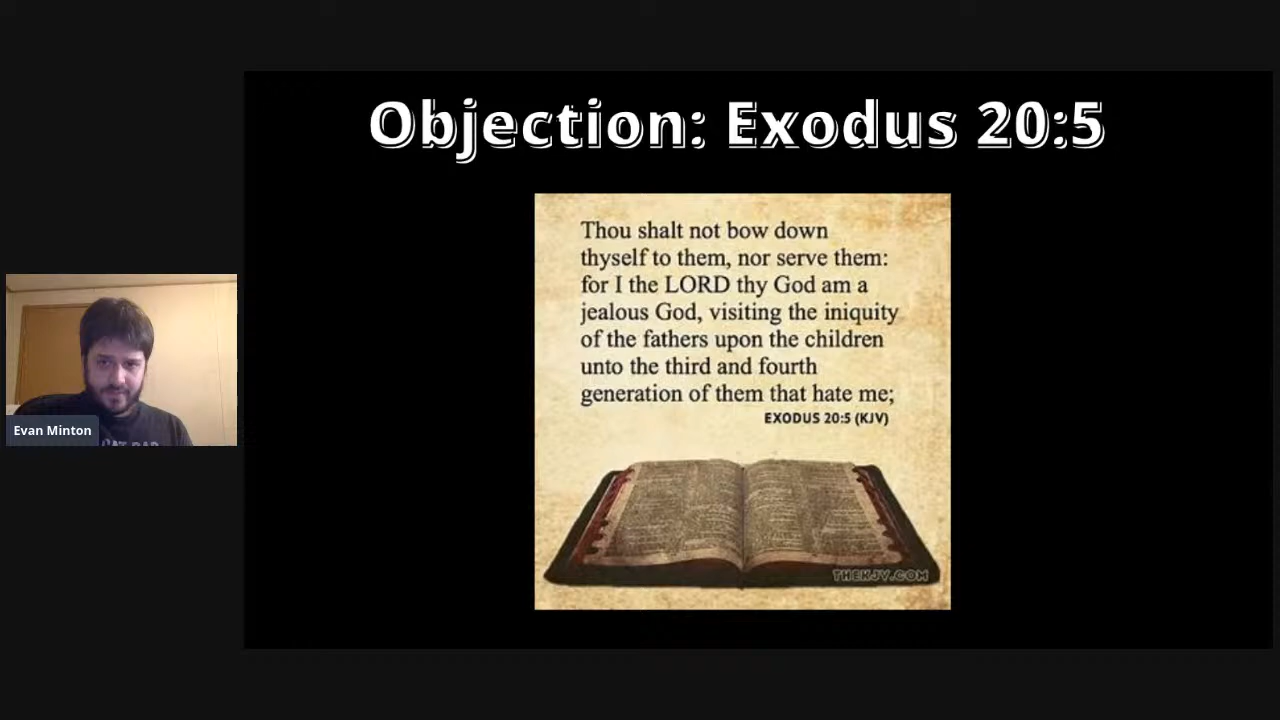 Objection: Exodus 20:5
Thou shalt not bow down
thyself to them, nor serve them:
for I the LORD thy God am a
jealous God, visiting the iniquity
of the fathers upon the children
unto the third and fourth
generation of them that hate me;
EXODUS 20:5 (KJV)
THEKJV.COM
Evan Minton